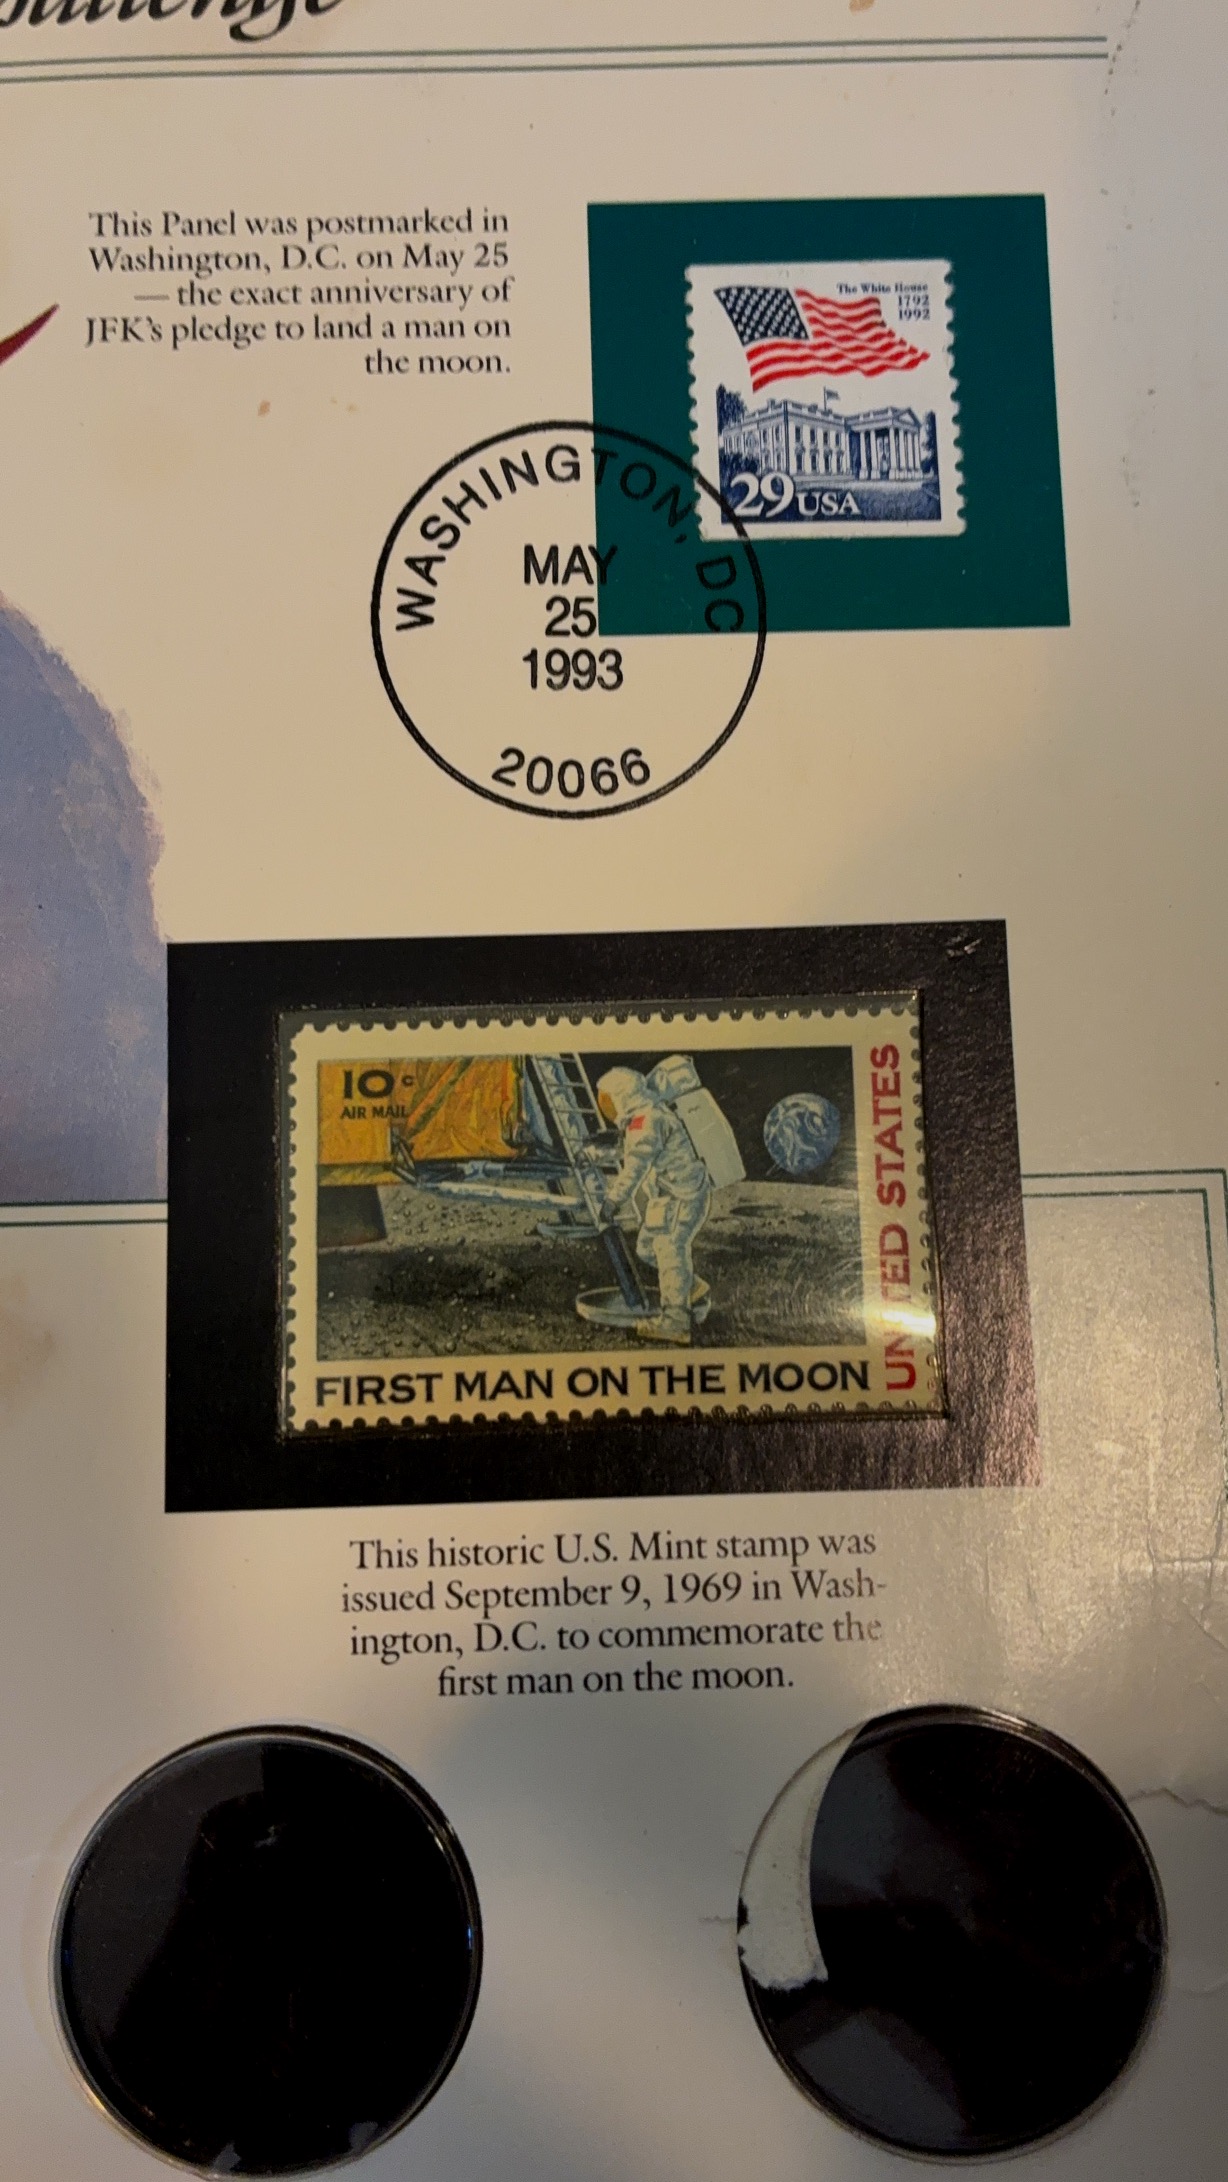 This Panel was postmarked in
Washington, D.C. on May 25
— the exact anniversary of
JFK's pledge to land a man on
the moon.
The White House
1792
1992
29 USA
WASHINGTON, DC
MAY
25
1993
20066
10c
AIR MAIL
UNITED STATES
FIRST MAN ON THE MOON
This historic U.S. Mint stamp was
issued September 9, 1969 in Wash-
ington, D.C. to commemorate the
first man on the moon.